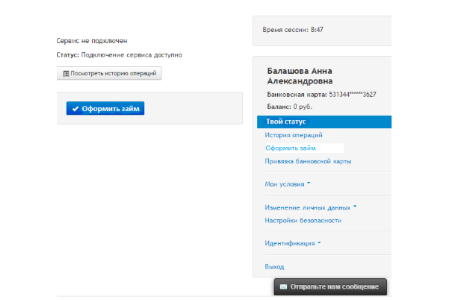 Время сессии: 8:47
Сервис не подключен
Статус: Подключение сервиса доступно
Посмотреть историю операций
Оформить займ
Балашова Анна
Александровна
Банковская карта: 531344******3627
Баланс: 0 руб.
Твой статус
История операций
Оформить займ
Привязка банковской карты
Мои условия
Изменение личных данных
Настройки безопасности
Идентификация
Выход
Отправьте нам сообщение